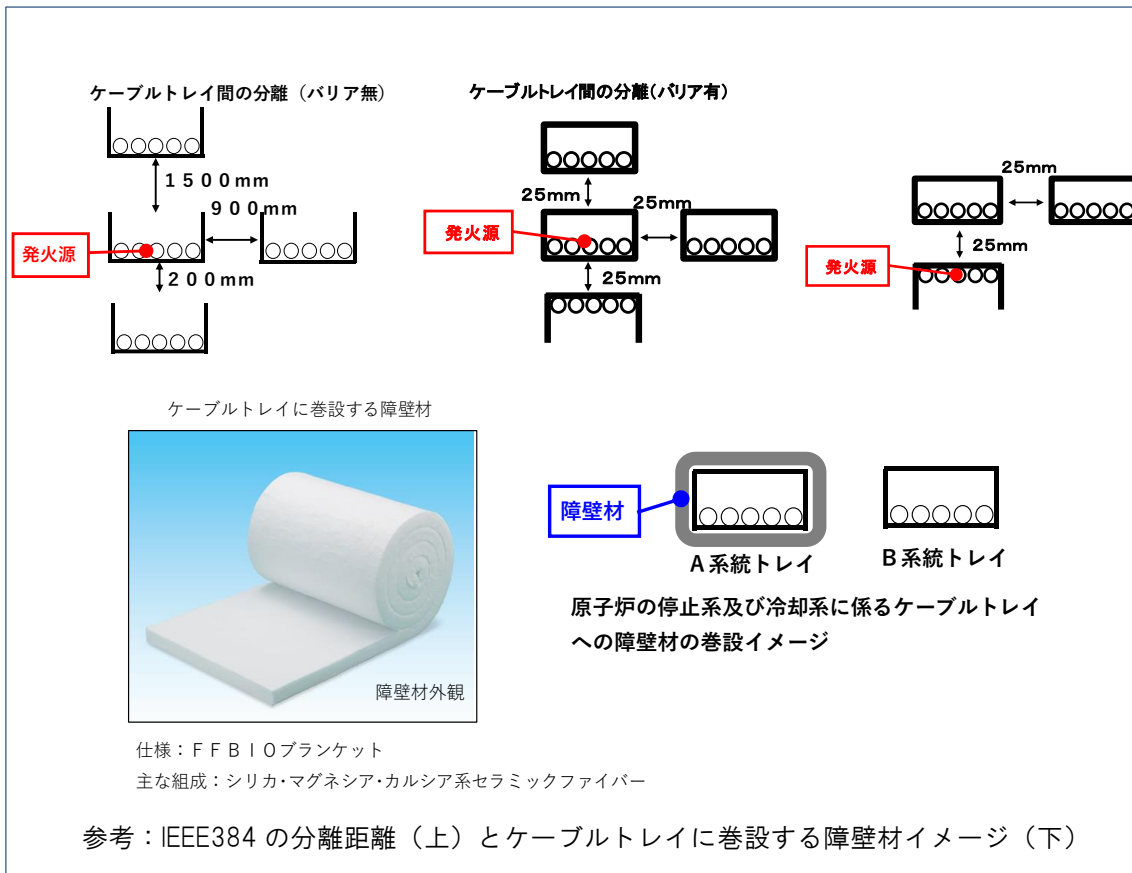 ケーブルトレイ間の分離（バリア無）
１５００ｍｍ
９００ｍｍ
発火源
２００ｍｍ
ケーブルトレイ間の分離（バリア有）
25mm
25mm
発火源
25mm
25mm
25mm
発火源
ケーブルトレイに巻設する障壁材
障壁材外観
障壁材
Ａ系統トレイ
Ｂ系統トレイ
原子炉の停止系及び冷却系に係るケーブルトレイ
への障壁材の巻設イメージ
仕様：ＦＦＢＩＯブランケット
主な組成：シリカ・マグネシア・カルシア系セラミックファイバー
参考：IEEE384 の分離距離（上）とケーブルトレイに巻設する障壁材イメージ（下）